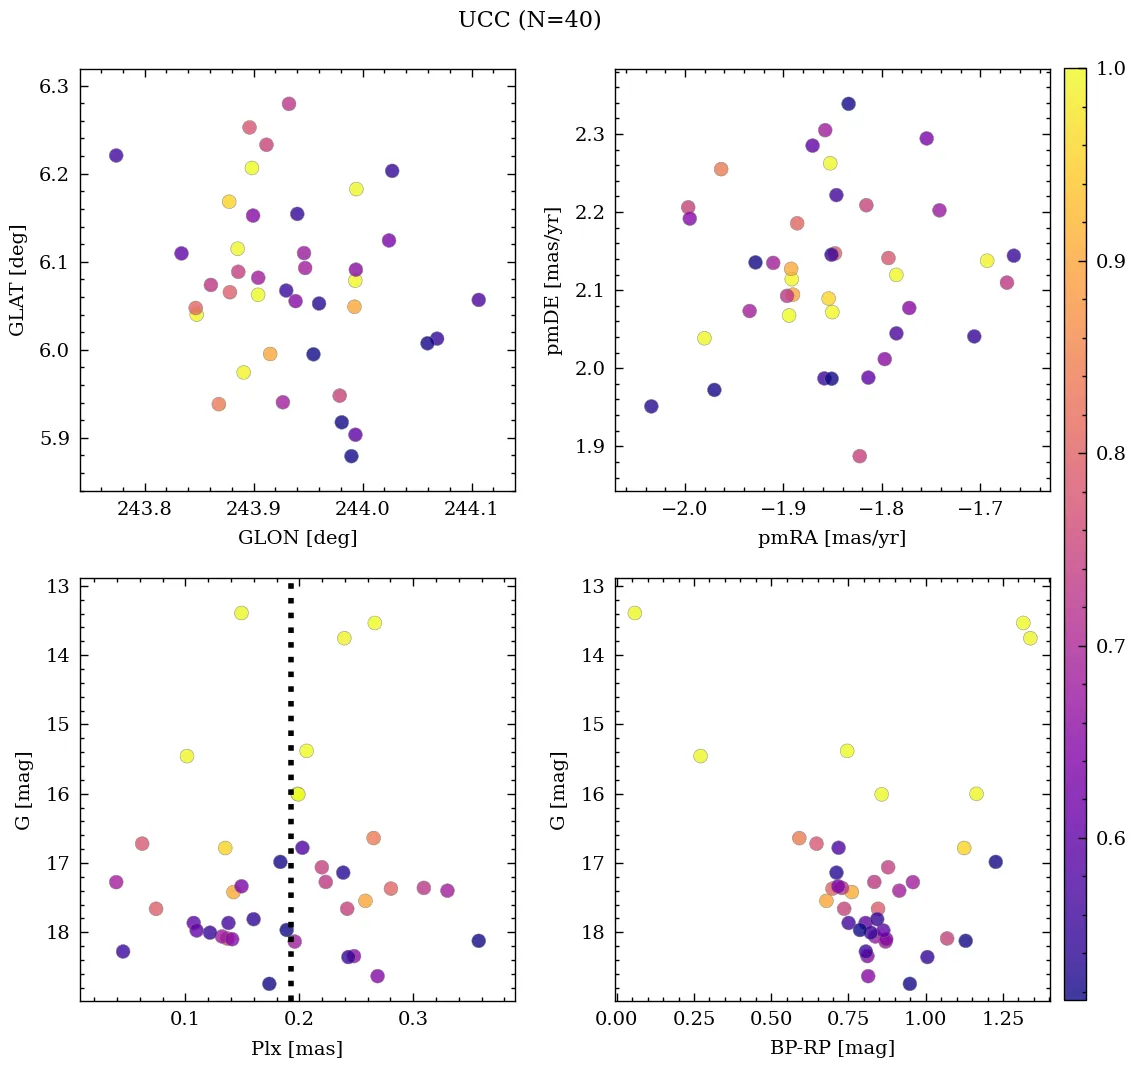 UCC (N=40)
6.3
6.2
6.1
6.0
5.9
GLAT [deg]
243.8 243.9 244.0 244.1
GLON [deg]
2.3
2.2
2.1
2.0
1.9
pmDE [mas/yr]
−2.0 −1.9 −1.8 −1.7
pmRA [mas/yr]
1.0
0.9
0.8
0.7
0.6
13
14
15
16
17
18
G [mag]
0.1 0.2 0.3
Plx [mas]
13
14
15
16
17
18
G [mag]
0.00 0.25 0.50 0.75 1.00 1.25
BP-RP [mag]